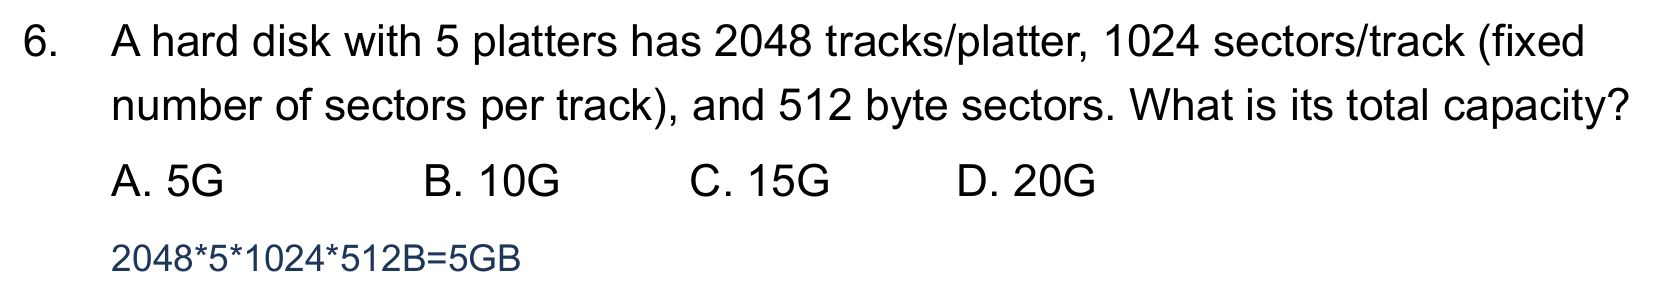 6. A hard disk with 5 platters has 2048 tracks/platter, 1024 sectors/track (fixed
number of sectors per track), and 512 byte sectors. What is its total capacity?
A. 5G B. 10G C. 15G D. 20G
2048*5*1024*512B=5GB